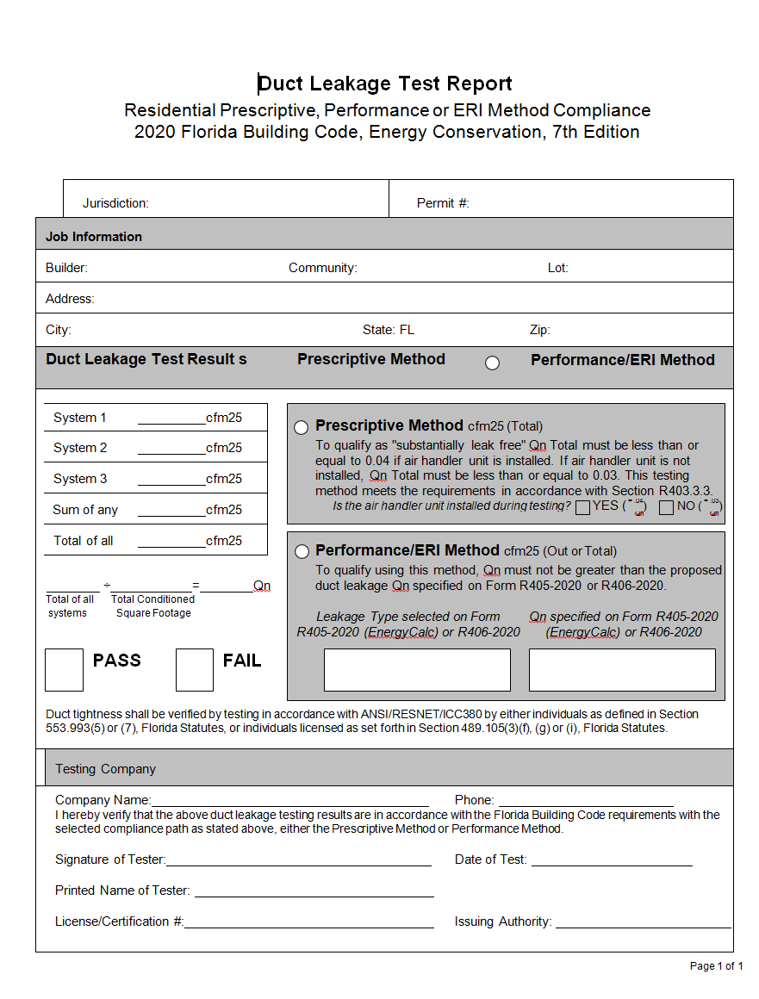 Duct Leakage Test Report
Residential Prescriptive, Performance or ERI Method Compliance
2020 Florida Building Code, Energy Conservation, 7th Edition
Jurisdiction: Permit #:
Job Information
Builder: Community: Lot:
Address:
City: State: FL Zip:
Duct Leakage Test Result s Prescriptive Method Performance/ERI Method
System 1 _________cfm25
System 2 _________cfm25
System 3 _________cfm25
Sum of any _________cfm25
Total of all _________cfm25
_______ ÷ ___________=_______Qn
Total of all Total Conditioned
systems Square Footage
PASS FAIL
Prescriptive Method cfm25 (Total)
To qualify as "substantially leak free" Qn Total must be less than or
equal to 0.04 if air handler unit is installed. If air handler unit is not
installed, Qn Total must be less than or equal to 0.03. This testing
method meets the requirements in accordance with Section R403.3.3.
Is the air handler unit installed during testing? YES ( .04 Qn) NO ( .03 Qn)
Performance/ERI Method cfm25 (Out or Total)
To qualify using this method, Qn must not be greater than the proposed
duct leakage Qn specified on Form R405-2020 or R406-2020.
Leakage Type selected on Form Qn specified on Form R405-2020
R405-2020 (EnergyCalc) or R406-2020 (EnergyCalc) or R406-2020
Duct tightness shall be verified by testing in accordance with ANSI/RESNET/ICC380 by either individuals as defined in Section
553.993(5) or (7), Florida Statutes, or individuals licensed as set forth in Section 489.105(3)(f), (g) or (i), Florida Statutes.
Testing Company
Company Name:______________________ Phone: ______________________
I hereby verify that the above duct leakage testing results are in accordance with the Florida Building Code requirements with the
selected compliance path as stated above, either the Prescriptive Method or Performance Method.
Signature of Tester:______________________ Date of Test: ______________________
Printed Name of Tester: ______________________
License/Certification #:______________________ Issuing Authority: ______________________
Page 1 of 1